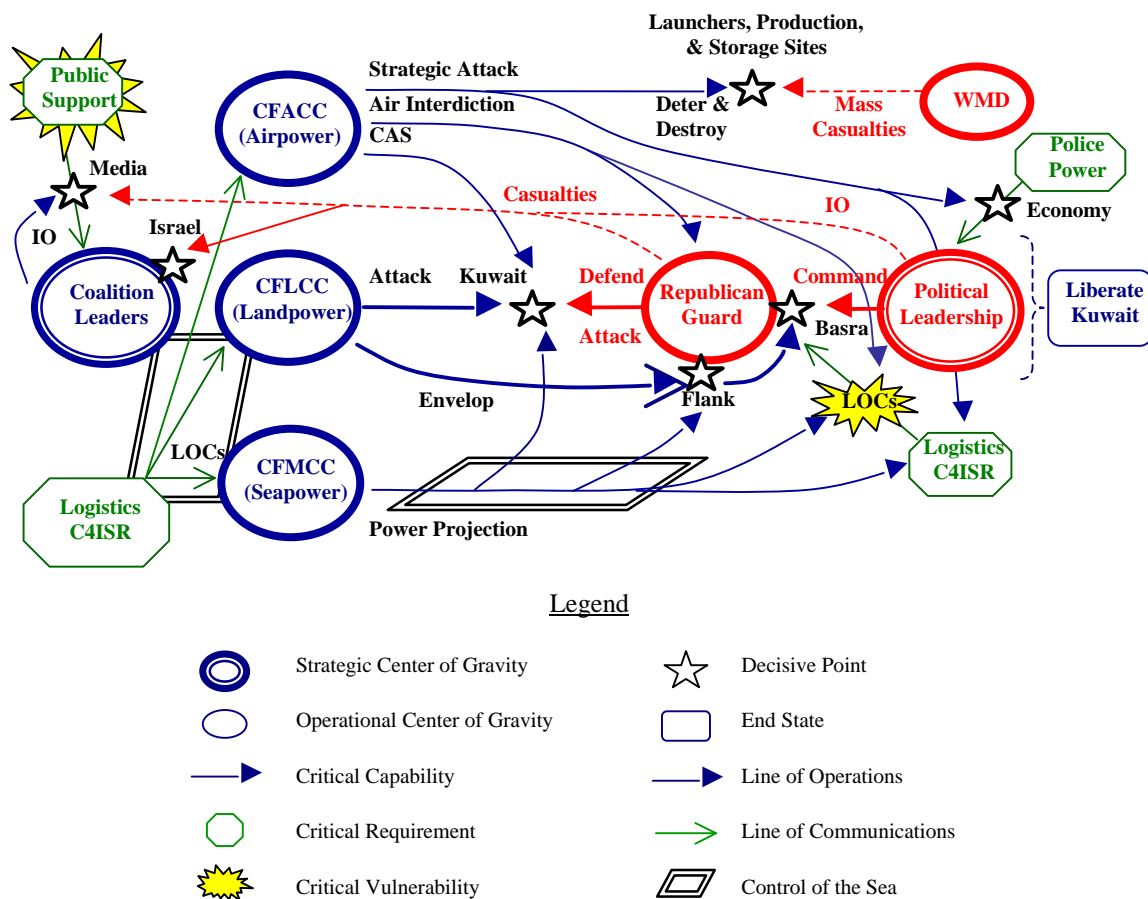 Launchers, Production,
& Storage Sites
Public
Support
Strategic Attack
CFACC
(Airpower)
Air Interdiction
CAS
Deter &
Destroy
Mass
Casualties
WMD
Police
Power
Media
Casualties
IO
Economy
IO
Israel
Coalition
Leaders
CFLCC
(Landpower)
Attack
Kuwait
Defend
Attack
Republican
Guard
Command
Basra
Political
Leadership
Liberate
Kuwait
Envelop
Flank
LOCs
LOCs
CFMCC
(Seapower)
Logistics
C4ISR
Logistics
C4ISR
Power Projection
Legend
Strategic Center of Gravity
Decisive Point
Operational Center of Gravity
End State
Critical Capability
Line of Operations
Critical Requirement
Line of Communications
Critical Vulnerability
Control of the Sea